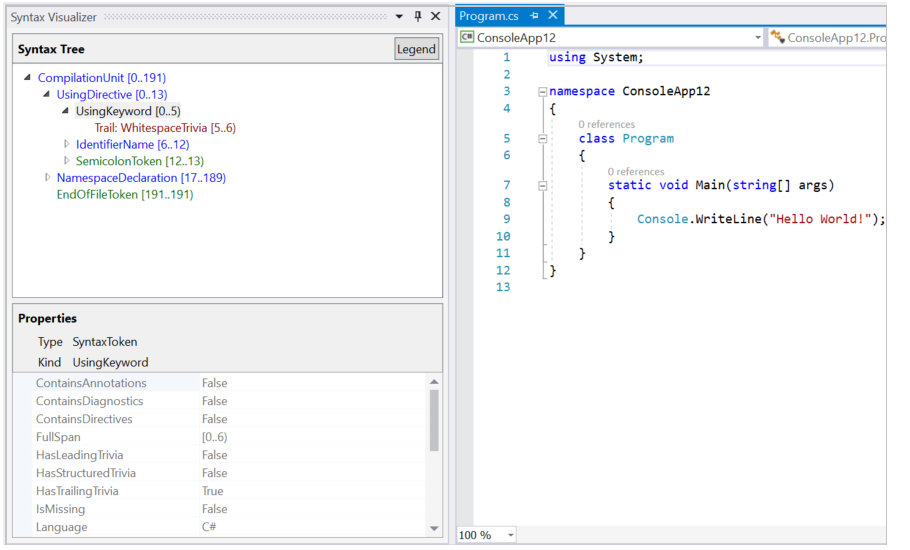 Syntax Visualizer
Syntax Tree
Legend
CompilationUnit [0..191)
UsingDirective [0..13)
UsingKeyword [0..5)
Trail: WhitespaceTrivia [5..6)
IdentifierName [6..12)
SemicolonToken [12..13)
NamespaceDeclaration [17..189)
EndOfFileToken [191..191)
Properties
Type SyntaxToken
Kind UsingKeyword
ContainsAnnotations False
ContainsDiagnostics False
ContainsDirectives False
FullSpan [0..6)
HasLeadingTrivia False
HasStructuredTrivia False
HasTrailingTrivia True
IsMissing False
Language C#
Program.cs
C# ConsoleApp12
ConsoleApp12.Pro
1 using System;
2
3 namespace ConsoleApp12
4 {
0 references
5 class Program
6 {
0 references
7 static void Main(string[] args)
8 {
9 Console.WriteLine("Hello World!");
10 }
11 }
12 }
13
100 %